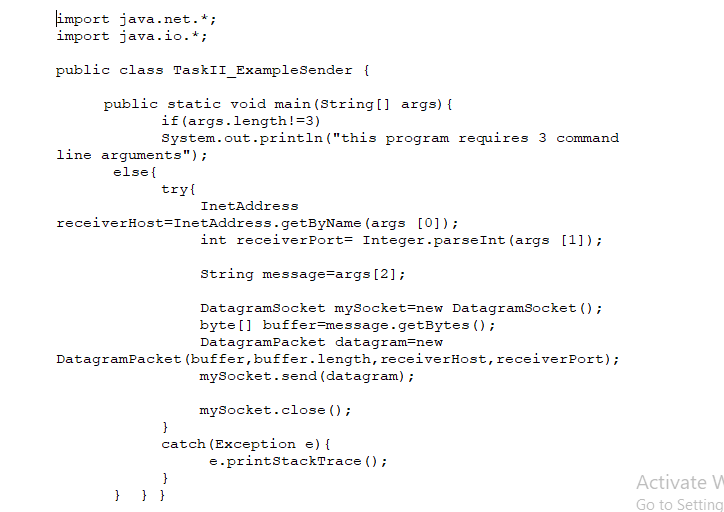 import java.net.*;
import java.io.*;
public class TaskII_ExampleSender {
public static void main(String[] args){
if(args.length!=3)
System.out.println("this program requires 3 command
line arguments");
else{
try{
InetAddress
receiverHost=InetAddress.getByName(args [0]);
int receiverPort= Integer.parseInt(args [1]);
String message=args[2];
DatagramSocket mySocket=new DatagramSocket();
byte[] buffer=message.getBytes();
DatagramPacket datagram=new
DatagramPacket(buffer,buffer.length,receiverHost,receiverPort);
mySocket.send(datagram);
mySocket.close();
}
catch(Exception e){
e.printStackTrace();
}
} } }
Activate W
Go to Setting